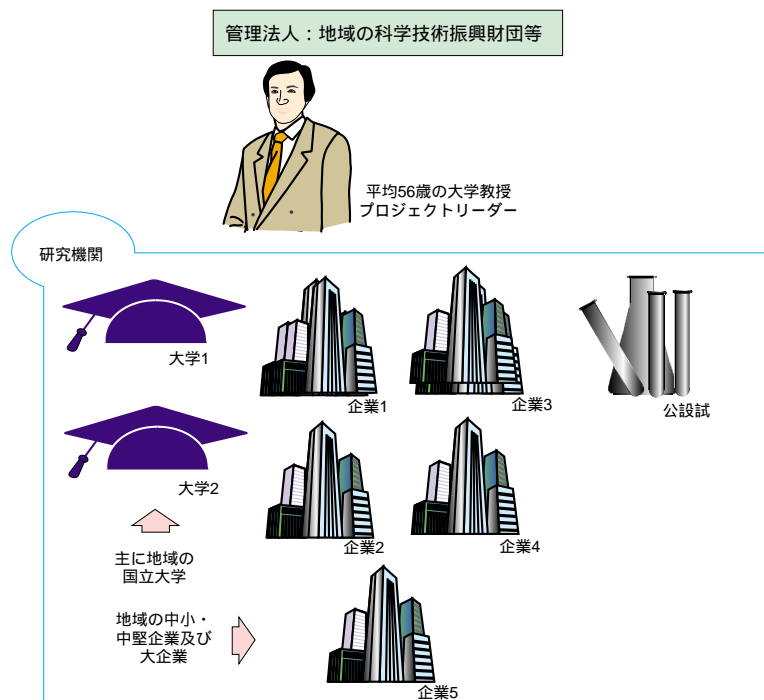 管理法人：地域の科学技術振興財団等
平均56歳の大学教授
プロジェクトリーダー
研究機関
大学1
企業1
企業3
公設試
大学2
企業2
企業4
主に地域の
国立大学
地域の中小・
中堅企業及び
大企業
企業5